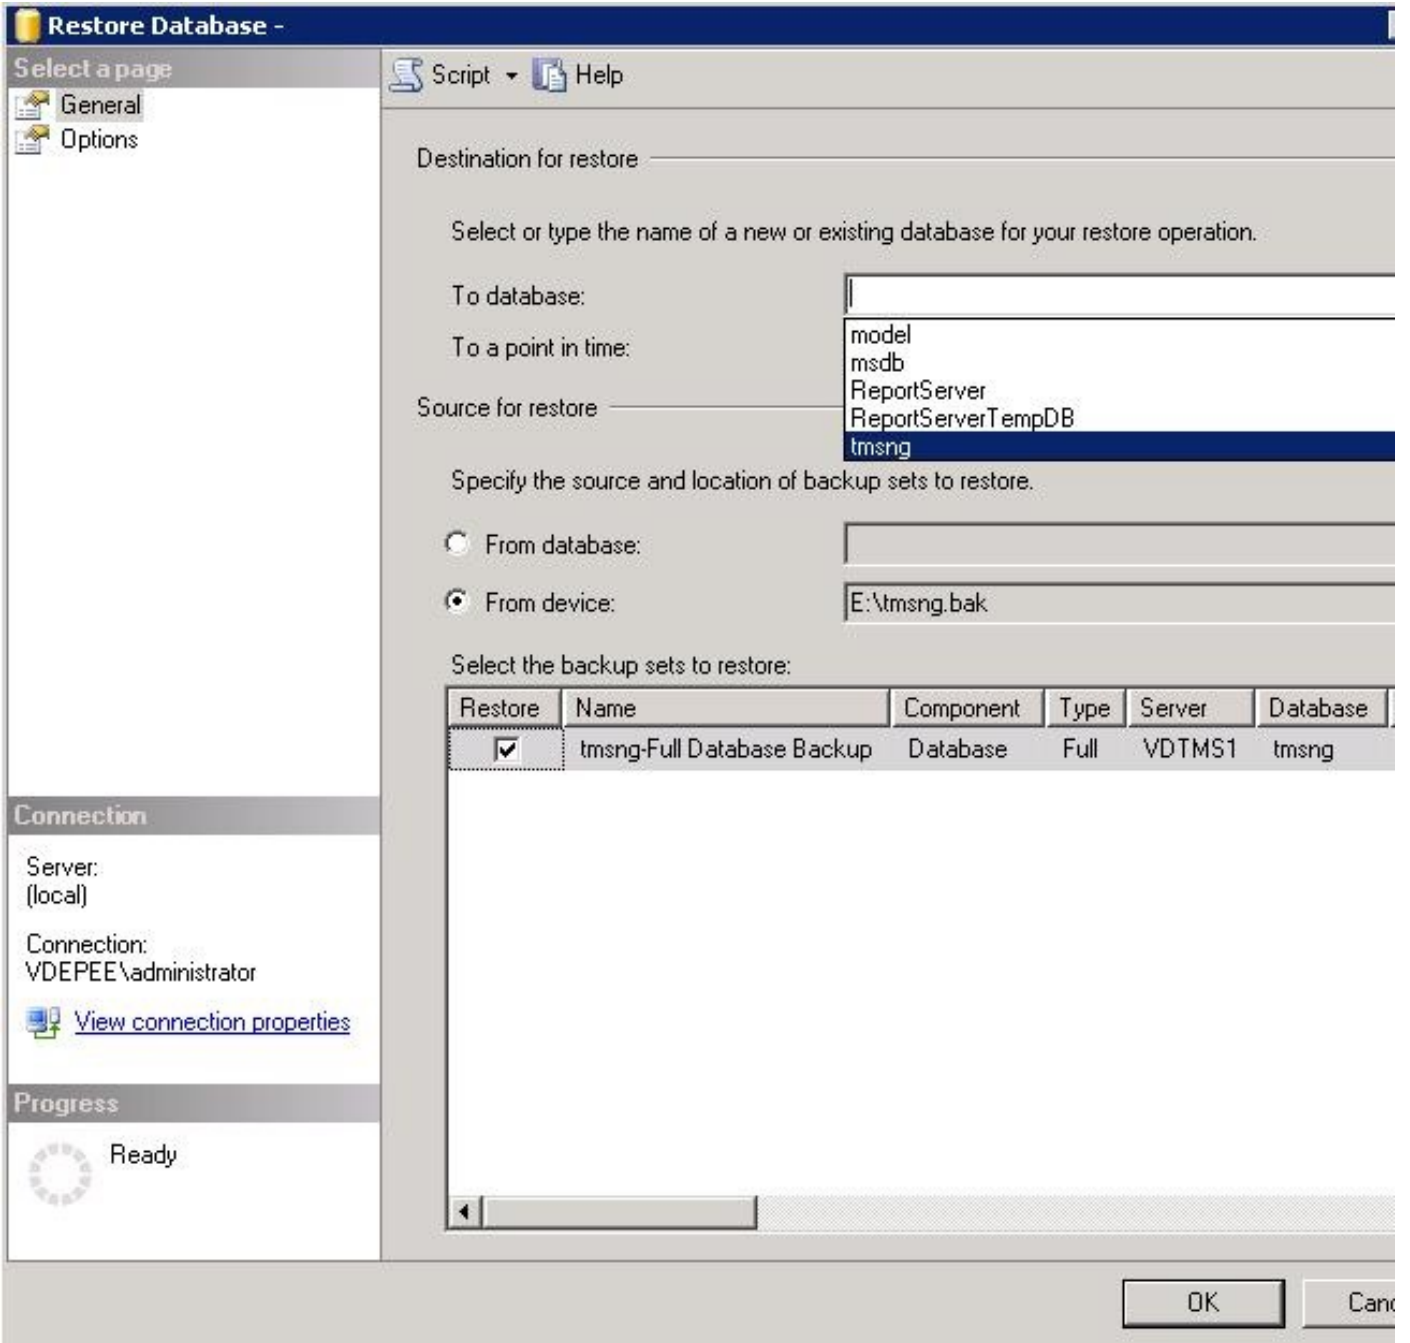 Restore Database -
Select a page
General
Options
Script Help
Destination for restore
Select or type the name of a new or existing database for your restore operation.
To database:
To a point in time:
model
msdb
ReportServer
ReportServerTempDB
tmsng
Source for restore
Specify the source and location of backup sets to restore.
From database:
From device: E:\tmsng.bak
Select the backup sets to restore:
Restore Name Component Type Server Database
tmsng-Full Database Backup Database Full VDTMS1 tmsng
Connection
Server:
(local)
Connection:
VDEPEE\administrator
View connection properties
Progress
Ready
OK Canc